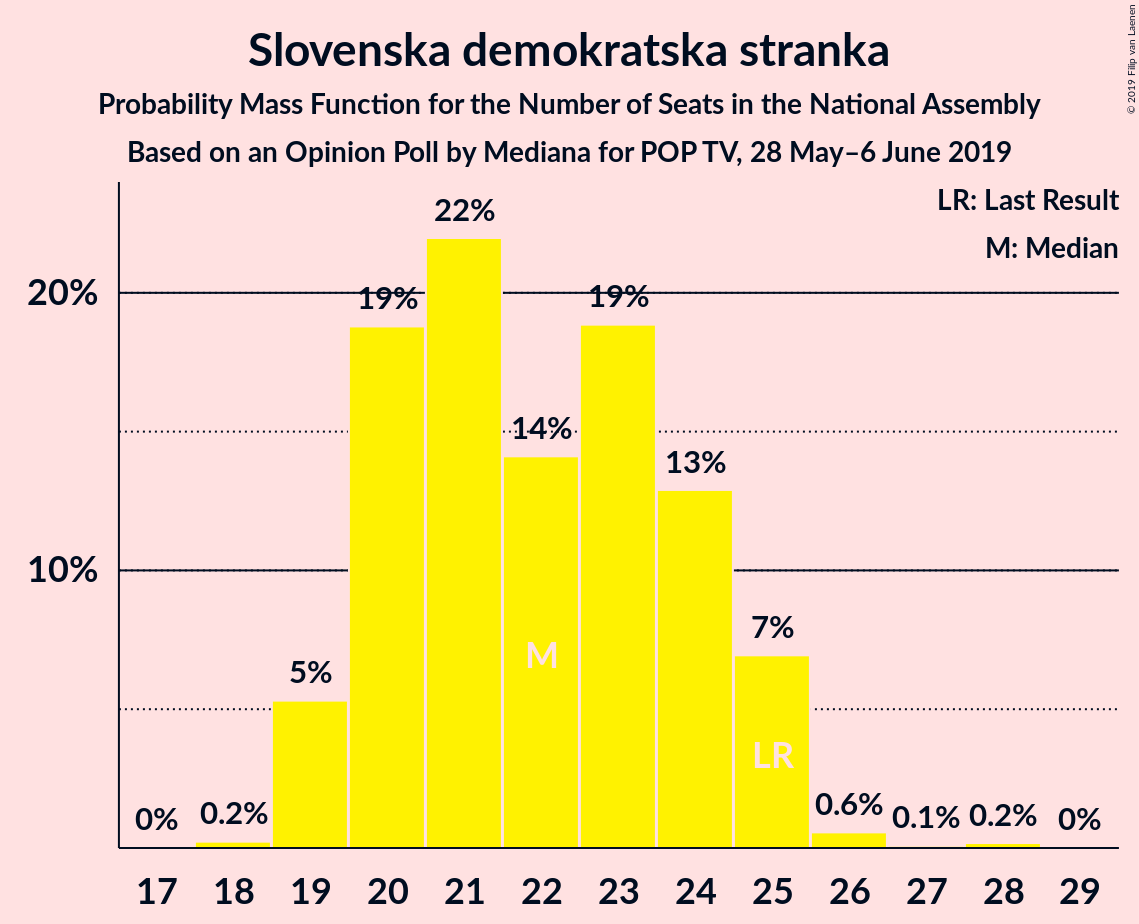 Slovenska demokratska stranka
Probability Mass Function for the Number of Seats in the National Assembly
Based on an Opinion Poll by Mediana for POP TV, 28 May–6 June 2019
© 2019 Filip van Laenen
LR: Last Result
M: Median
20%
10%
0%
0.2%
5%
19%
22%
14%
19%
13%
7%
0.6%
0.1%
0.2%
0%
M
LR
17 18 19 20 21 22 23 24 25 26 27 28 29